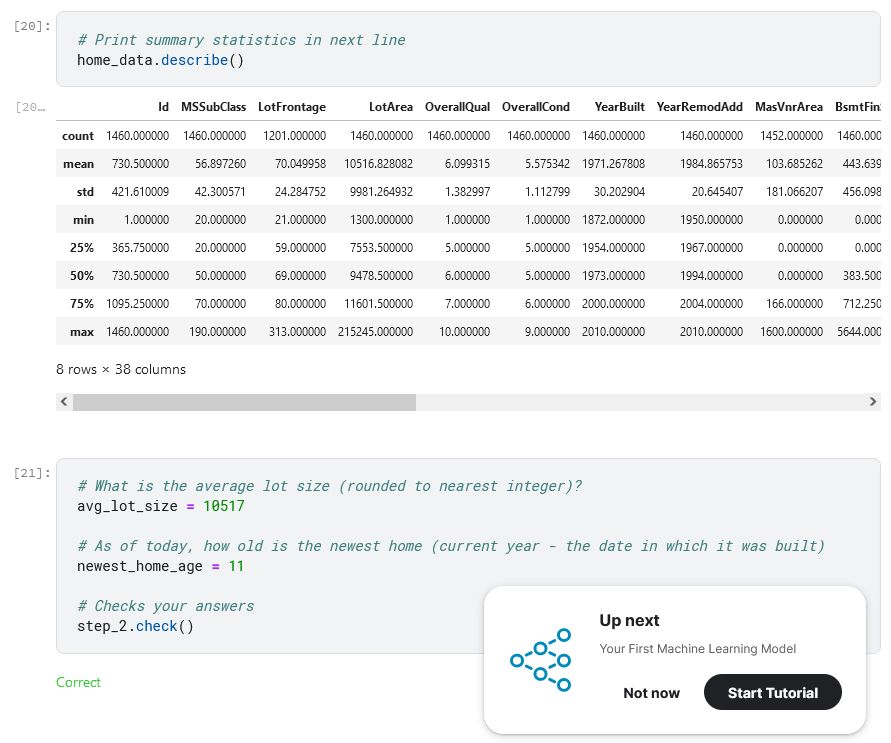 [20]:
# Print summary statistics in next line
home_data.describe()
[20…
Id MSSubClass LotFrontage LotArea OverallQual OverallCond YearBuilt YearRemodAdd MasVnrArea BsmtFin
count 1460.000000 1460.000000 1201.000000 1460.000000 1460.000000 1460.000000 1460.000000 1460.000000 1452.000000 1460.000
mean 730.500000 56.897260 70.049958 10516.828082 6.099315 5.575342 1971.267808 1984.865753 103.685262 443.639
std 421.610009 42.300571 24.284752 9981.264932 1.382997 1.112799 30.202904 20.645407 181.066207 456.098
min 1.000000 20.000000 21.000000 1300.000000 1.000000 1.000000 1872.000000 1950.000000 0.000000 0.000
25% 365.750000 20.000000 59.000000 7553.500000 5.000000 5.000000 1954.000000 1967.000000 0.000000 0.000
50% 730.500000 50.000000 69.000000 9478.500000 6.000000 5.000000 1973.000000 1994.000000 0.000000 383.500
75% 1095.250000 70.000000 80.000000 11601.500000 7.000000 6.000000 2000.000000 2004.000000 166.000000 712.250
max 1460.000000 190.000000 313.000000 215245.000000 10.000000 9.000000 2010.000000 2010.000000 1600.000000 5644.000
8 rows × 38 columns
[21]:
# What is the average lot size (rounded to nearest integer)?
avg_lot_size = 10517
# As of today, how old is the newest home (current year - the date in which it was built)
newest_home_age = 11
# Checks your answers
step_2.check()
Correct
Up next
Your First Machine Learning Model
Not now
Start Tutorial